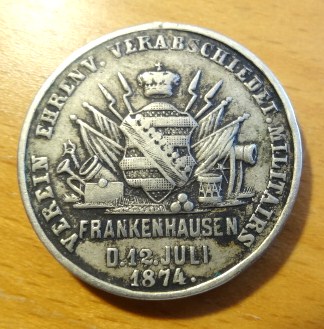 VEREIN EHRENV. VERABSCHIEDET. MILITAIRS
FRANKENHAUSEN
D. 12. JULI
1874.